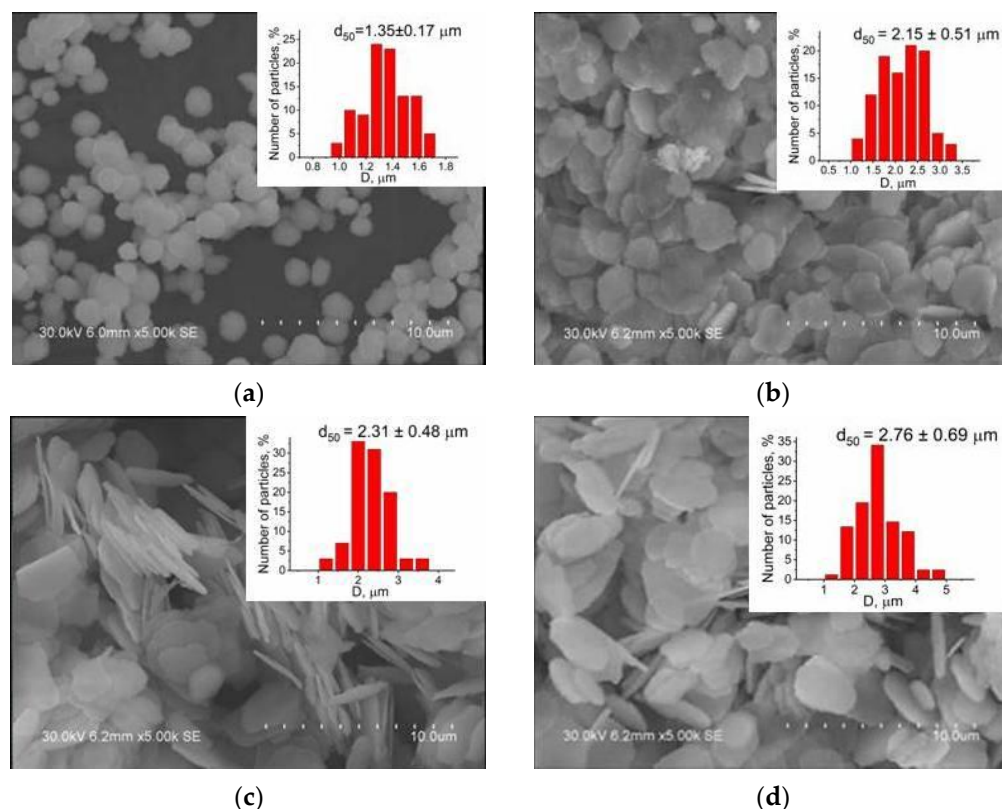 d50=1.35±0.17 µm
Number of particles, %
25
20
15
10
5
0
0.8 1.0 1.2 1.4 1.6 1.8
D, µm
30.0kV 6.0mm x5.00k SE
10.0um
(a)
d50 = 2.15 ± 0.51 µm
Number of particles, %
20
15
10
5
0
0.5 1.0 1.5 2.0 2.5 3.0 3.5
D, µm
30.0kV 6.2mm x5.00k SE
10.0um
(b)
d50 = 2.31 ± 0.48 µm
Number of particles, %
30
25
20
15
10
5
0
1 2 3 4
D, µm
30.0kV 6.2mm x5.00k SE
10.0um
(c)
d50 = 2.76 ± 0.69 µm
Number of particles, %
35
30
25
20
15
10
5
0
1 2 3 4 5
D, µm
30.0kV 6.2mm x5.00k SE
10.0um
(d)